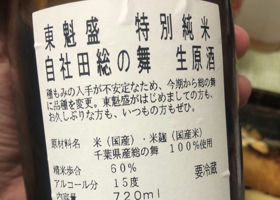 東魁盛 特別純米
自社田総の舞 生原酒
種もみの入手が不安定なため、今期から総の舞
に品種を変更。東魁盛がはじめましての方も、
お久しぶりな方も、いつもの方もぜひ。
原材料名 米（国産）・米麹（国産）
千葉県産総の舞 100%使用
精米歩合 60% 要冷蔵
アルコール分 15度
内容量 720ml